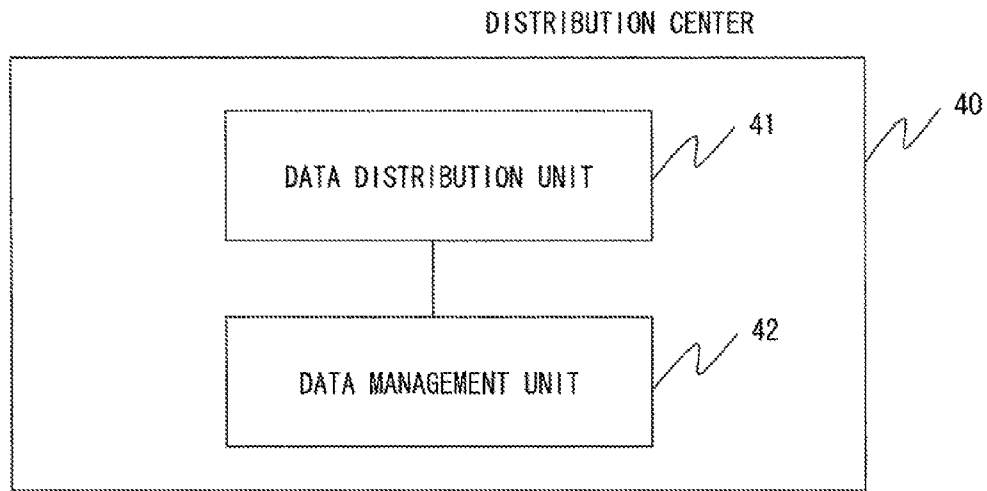 DISTRIBUTION CENTER
40
41
DATA DISTRIBUTION UNIT
42
DATA MANAGEMENT UNIT